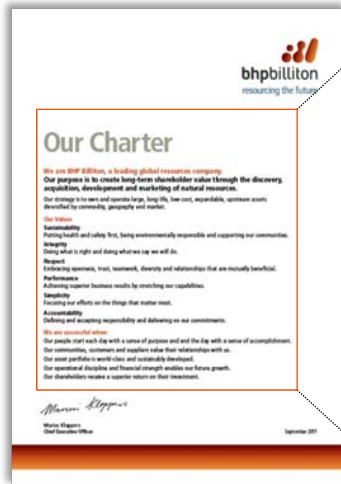 bhpbilliton
resourcing the future
Our Charter
We are BHP Billiton, a leading global resources company.
Our purpose is to create long-term shareholder value through the discovery,
acquisition, development and marketing of natural resources.
Our strategy is to own and operate large, long-life, low-cost, expandable, upstream assets
diversified by commodity, geography and market.
Our Values
Sustainability
Putting health and safety first, being environmentally responsible and supporting our communities.
Integrity
Doing what is right and doing what we say we will do.
Respect
Embracing openness, trust, teamwork, diversity and relationships that are mutually beneficial.
Performance
Achieving superior business results by stretching our capabilities.
Simplicity
Focusing our efforts on the things that matter most.
Accountability
Defining and accepting responsibility and delivering on our commitments.
We are successful when:
Our people start each day with a sense of purpose and end the day with a sense of accomplishment.
Our communities, customers and suppliers value their relationships with us.
Our asset portfolio is world-class and sustainably developed.
Our operational discipline and financial strength enables our future growth.
Our shareholders receive a superior return on their investment.
Marius Kloppers
Marius Kloppers
Chief Executive Officer
September 2011